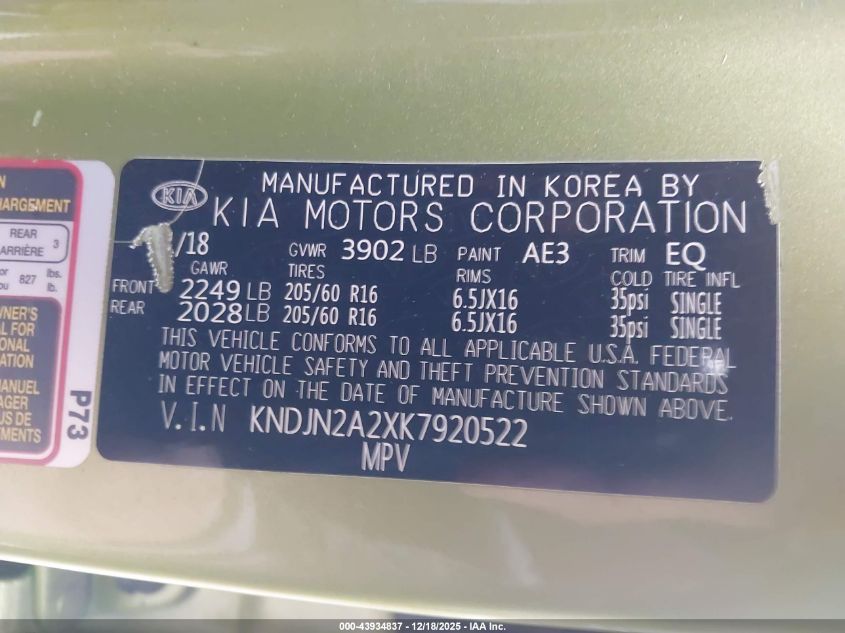 N
HARGEMENT
REAR
ARRIÈRE 3
or
ou 827 lbs.
lb.
WNER'S
AL FOR
IONAL
ATION
MANUEL
US DE
EMENTS
P73
KIA
MANUFACTURED IN KOREA BY
KIA MOTORS CORPORATION
/18 GVWR 3902 LB PAINT AE3 TRIM EQ
GAWR TIRES RIMS COLD TIRE INFL
FRONT 2249 LB 205/60 R16 6.5JX16 35psi SINGLE
REAR 2028 LB 205/60 R16 6.5JX16 35psi SINGLE
THIS VEHICLE CONFORMS TO ALL APPLICABLE U.S.A. FEDERAL
MOTOR VEHICLE SAFETY AND THEFT PREVENTION STANDARDS
IN EFFECT ON THE DATE OF MANUFACTURE SHOWN ABOVE.
V.I.N KNDJN2A2XK7920522
MPV
000-43934837 - 12/18/2025 - IAA Inc.